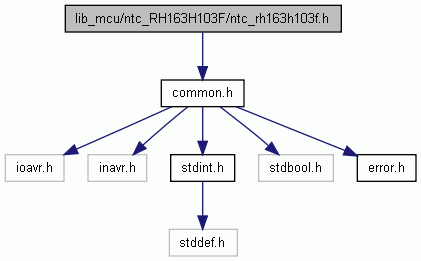 lib_mcu/ntc_RH163H103F/ntc_rh163h103f.h
common.h
ioavr.h
inavr.h
stdint.h
stdbool.h
error.h
stddef.h